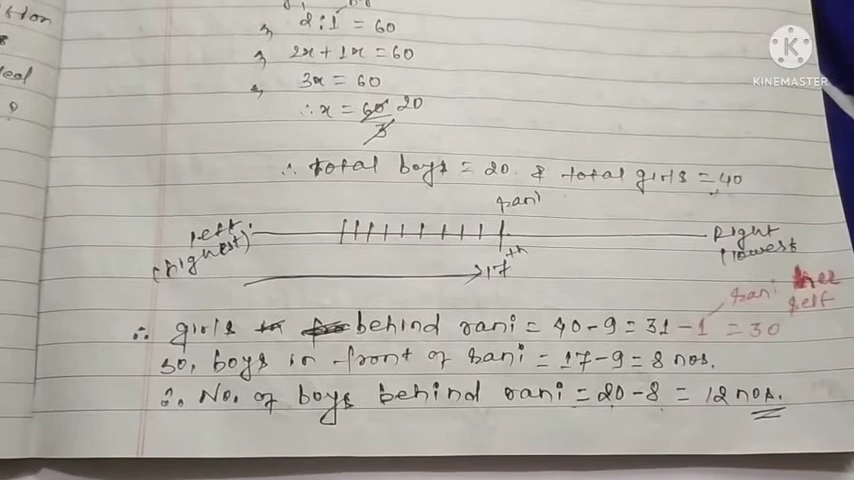 2:1 = 60
2x + 1x = 60
3x = 60
∴ x = 60 20
3
KINEMASTER
∴ total boys = 20 & total girls = 40
rani
left Right
(highest) lowest
17th
rani her
self
∴ girls behind rani = 40-9 = 31-1 = 30
so, boys in front of rani = 17-9 = 8 nos.
∴ No. of boys behind rani = 20-8 = 12 nos.